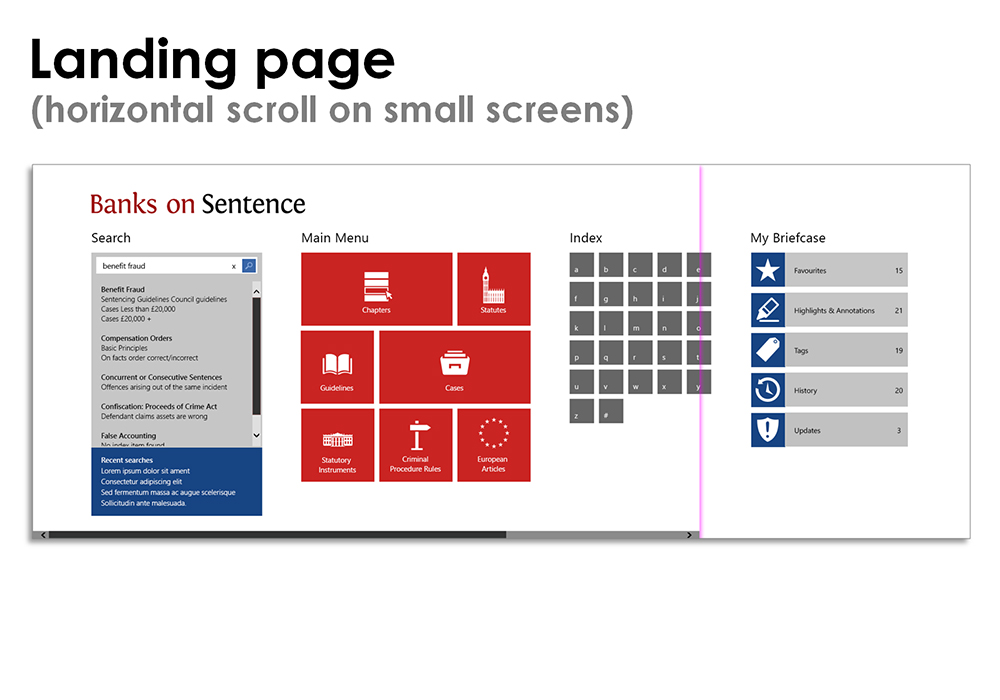 Landing page
(horizontal scroll on small screens)
Banks on Sentence
Search
benefit fraud x
Benefit Fraud
Sentencing Guidelines Council guidelines
Cases Less than £20,000
Cases £20,000 +
Compensation Orders
Basic Principles
On facts order correct/incorrect
Concurrent or Consecutive Sentences
Offences arising out of the same incident
Confiscation: Proceeds of Crime Act
Defendant claims assets are wrong
False Accounting
No index item found
Recent searches
Lorem ipsum dolor sit ament
Consectetur adipiscing elit
Sed fermentum massa ac augue scelerisque
Sollicitudin ante malesuada.
Main Menu
Chapters
Statutes
Guidelines
Cases
Statutory
Instruments
Criminal
Procedure Rules
European
Articles
Index
a b c d e
f g h i j
k l m n o
p q r s t
u v w x y
z #
My Briefcase
Favourites 15
Highlights & Annotations 21
Tags 19
History 20
Updates 3